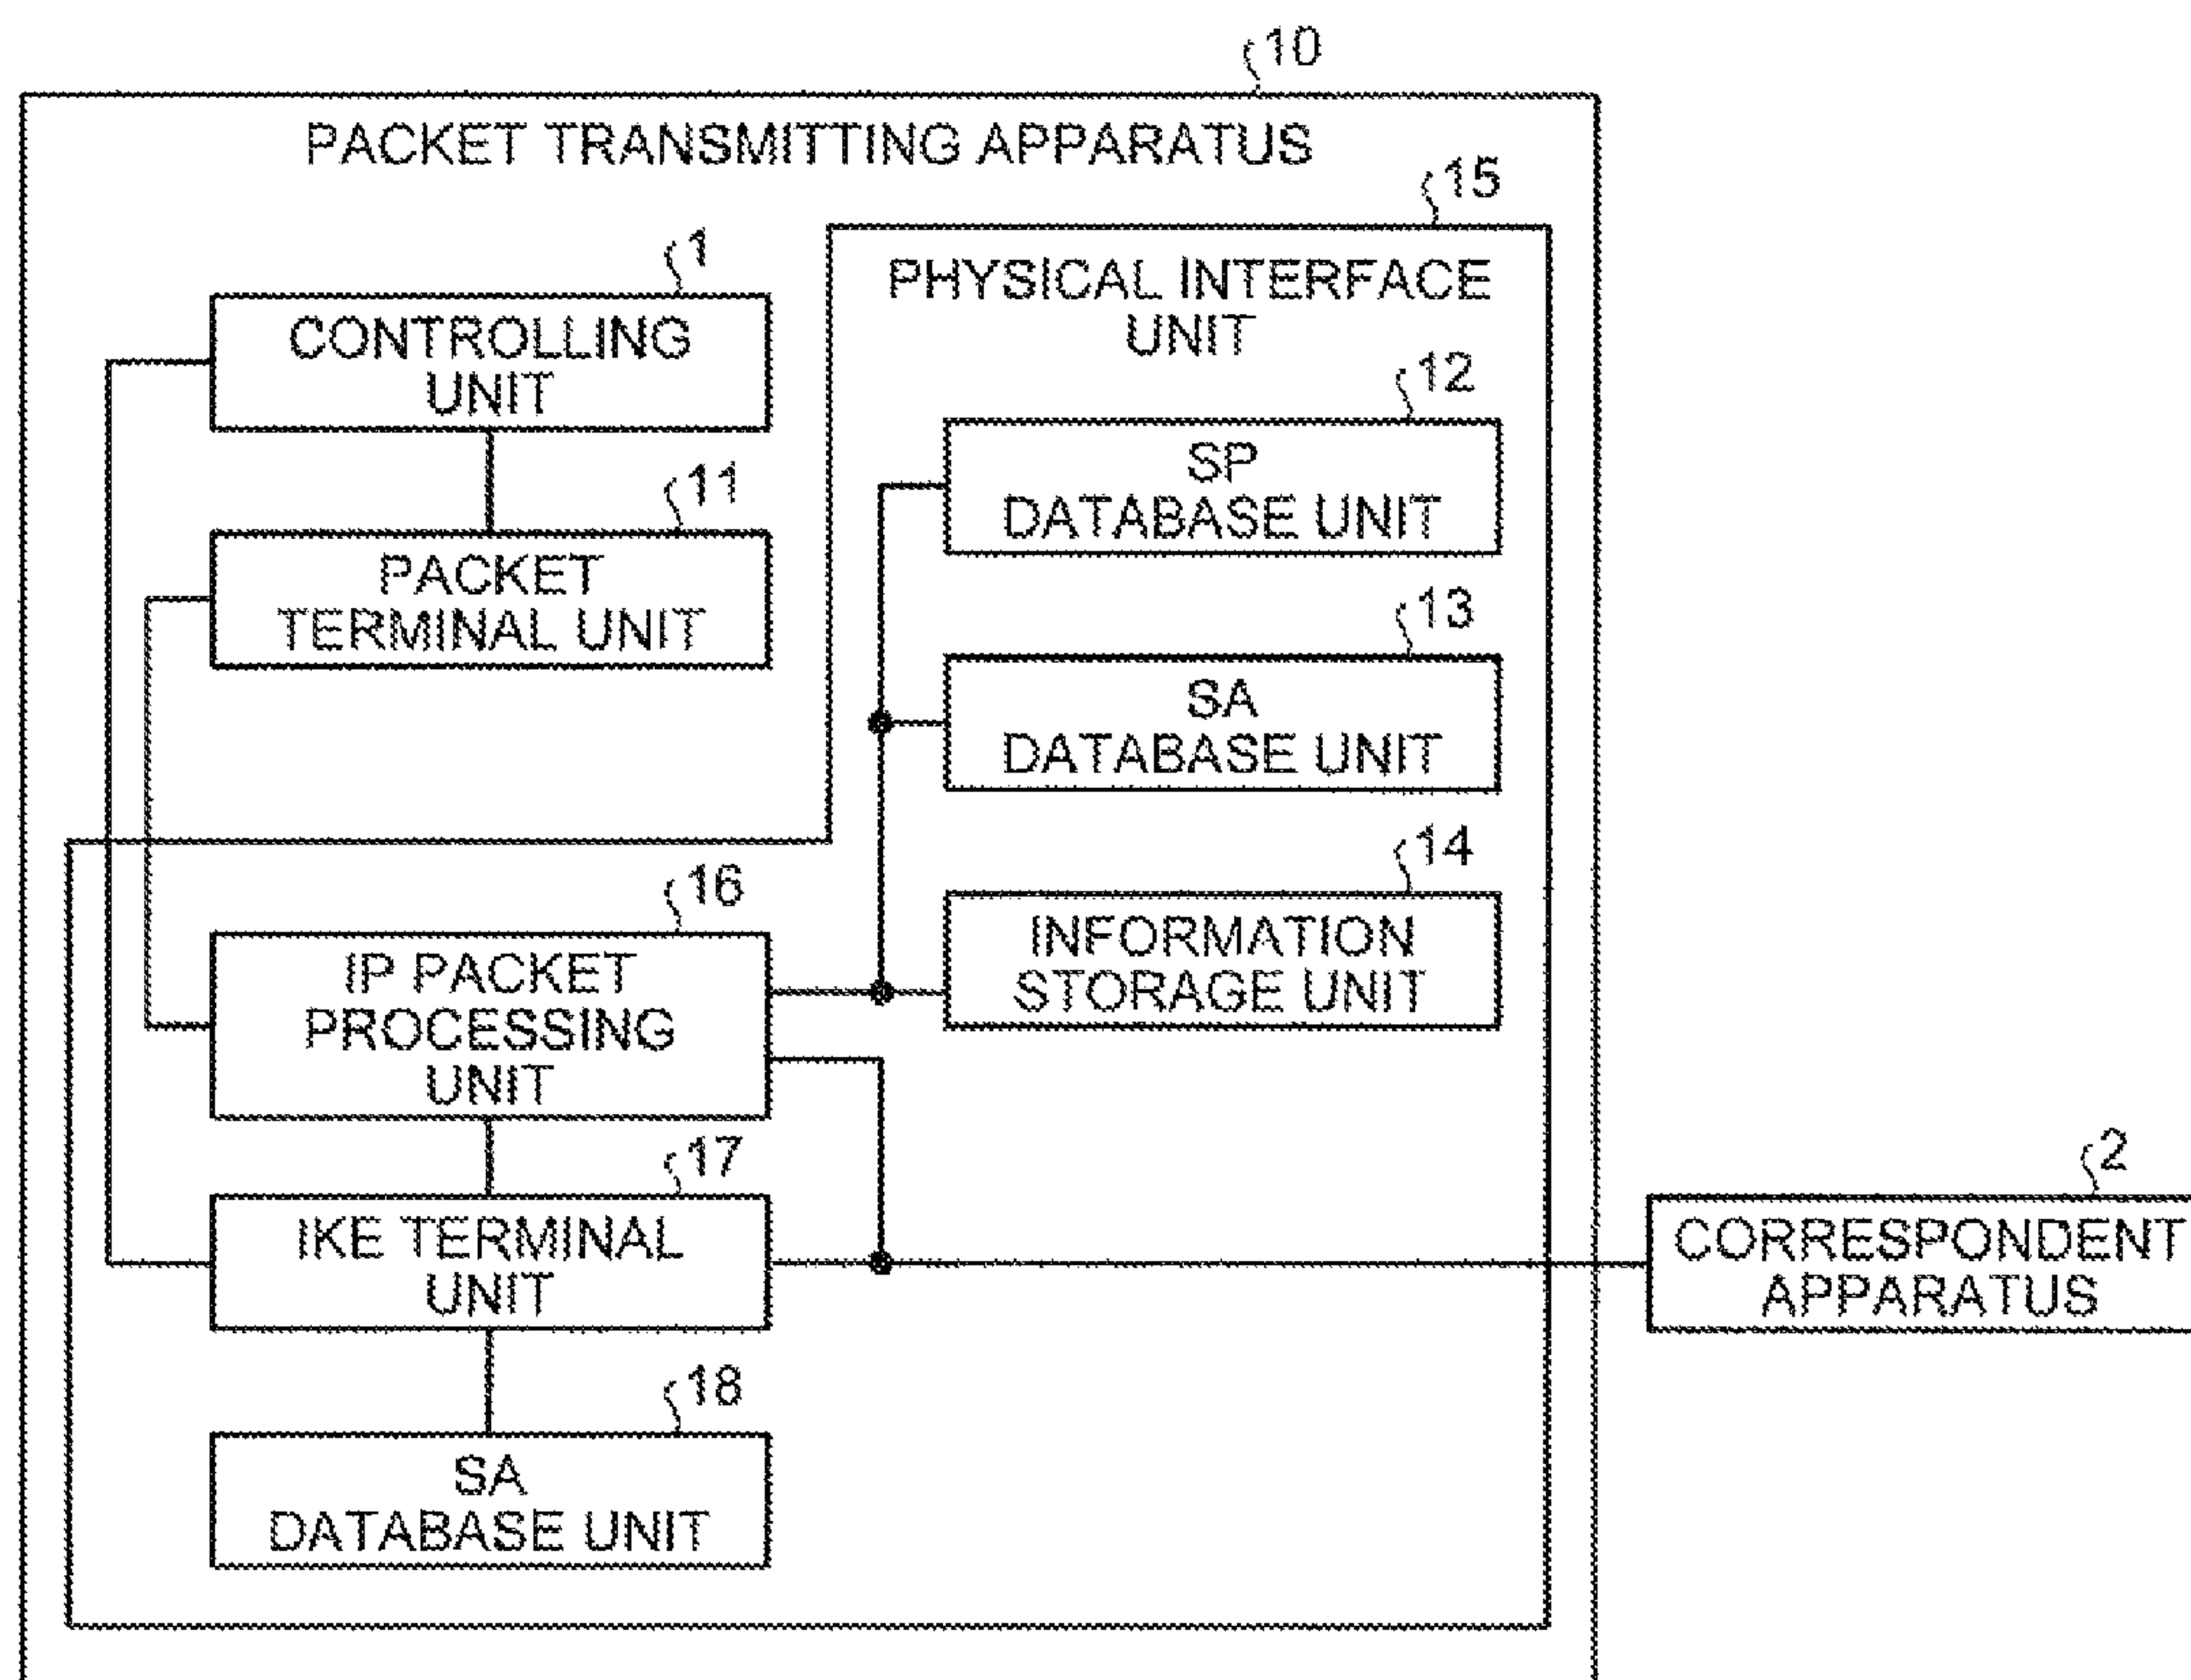 10
PACKET TRANSMITTING APPARATUS
15
PHYSICAL INTERFACE
UNIT
1
CONTROLLING
UNIT
11
PACKET
TERMINAL UNIT
12
SP
DATABASE UNIT
13
SA
DATABASE UNIT
14
INFORMATION
STORAGE UNIT
16
IP PACKET
PROCESSING
UNIT
17
IKE TERMINAL
UNIT
18
SA
DATABASE UNIT
2
CORRESPONDENT
APPARATUS